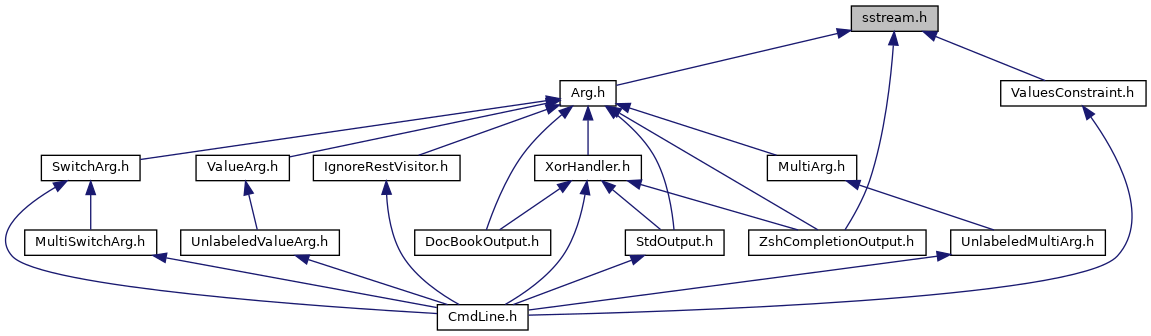 sstream.h
Arg.h
ValuesConstraint.h
SwitchArg.h
ValueArg.h
IgnoreRestVisitor.h
XorHandler.h
MultiArg.h
MultiSwitchArg.h
UnlabeledValueArg.h
DocBookOutput.h
StdOutput.h
ZshCompletionOutput.h
UnlabeledMultiArg.h
CmdLine.h